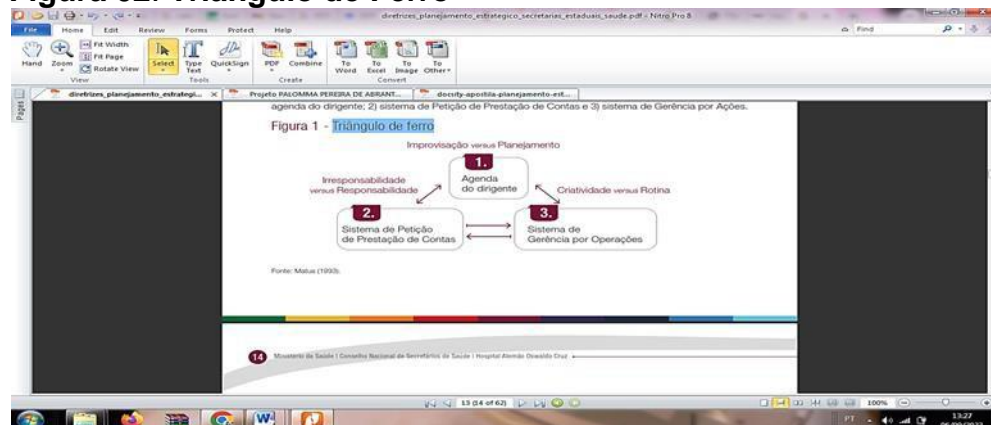 Figura 02: Triângulo de Ferro
diretrizes_planejamento_estrategico_secretarias_estaduais_saude.pdf - Nitro Pro 8
File Home Edit Review Forms Protect Help
Find
Hand
Zoom
Fit Width
Fit Page
Rotate View
Select
Type Text
QuickSign
PDF
Combine
To Word
To Excel
To Image
To Other
View
Tools
Create
Convert
Pages
diretrizes_planejamento_estrategi...
Projeto PALOMMA PEREIRA DE ABRANT...
docsity-apostila-planejamento-est...
agenda do dirigente; 2) sistema de Petição de Prestação de Contas e 3) sistema de Gerência por Ações.
Figura 1 - Triângulo de ferro
Improvisação versus Planejamento
1.
Agenda
do dirigente
Irresponsabilidade
versus Responsabilidade
Criatividade versus Rotina
2.
Sistema de Petição
de Prestação de Contas
3.
Sistema de
Gerência por Operações
Fonte: Matus (1993).
14 Ministério da Saúde | Conselho Nacional de Secretários de Saúde | Hospital Alemão Oswaldo Cruz
13 (14 of 62)
100%
PT
13:27